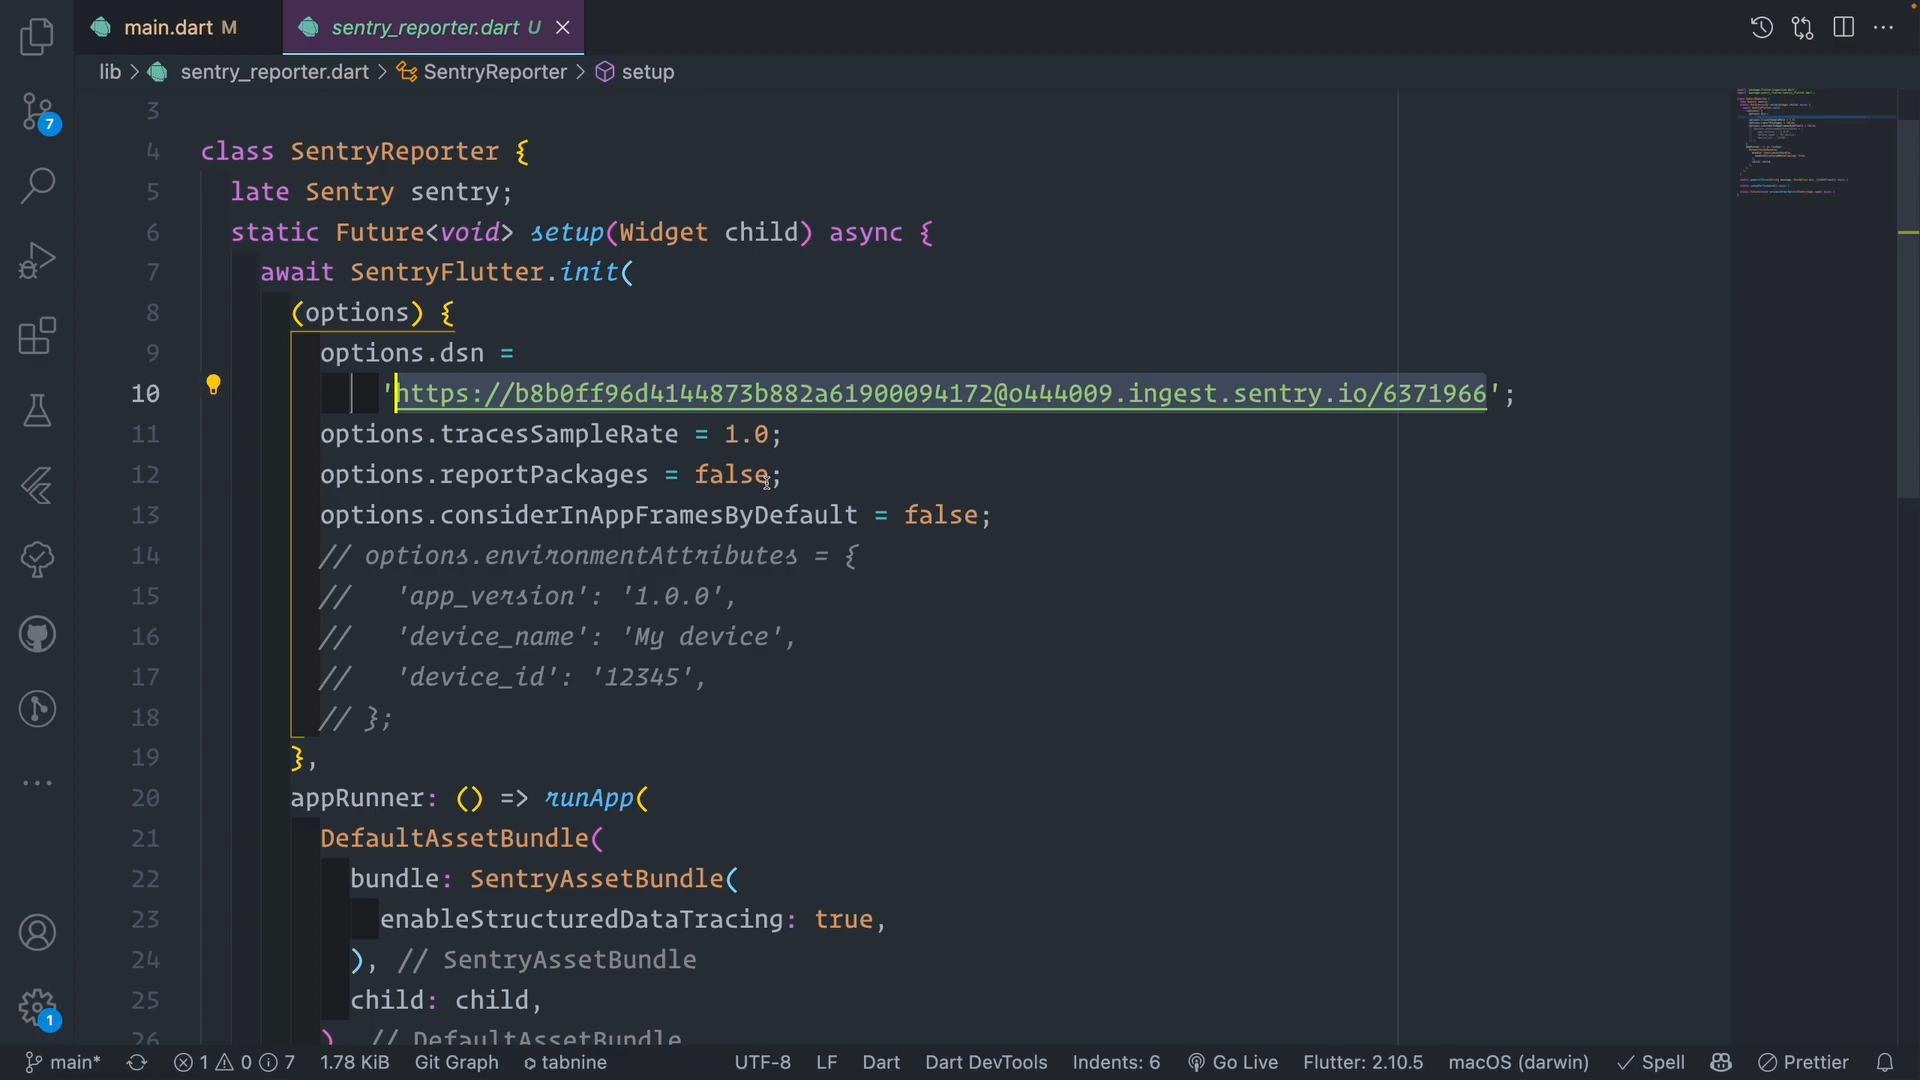 main.dart M
sentry_reporter.dart U
lib > sentry_reporter.dart > SentryReporter > setup
7
3
4 class SentryReporter {
5 late Sentry sentry;
6 static Future<void> setup(Widget child) async {
7 await SentryFlutter.init(
8 (options) {
9 options.dsn =
10 'https://b8b0ff96d4144873b882a61900094172@o444009.ingest.sentry.io/6371966';
11 options.tracesSampleRate = 1.0;
12 options.reportPackages = false;
13 options.considerInAppFramesByDefault = false;
14 // options.environmentAttributes = {
15 // 'app_version': '1.0.0',
16 // 'device_name': 'My device',
17 // 'device_id': '12345',
18 // };
19 },
20 appRunner: () => runApp(
21 DefaultAssetBundle(
22 bundle: SentryAssetBundle(
23 enableStructuredDataTracing: true,
24 ), // SentryAssetBundle
25 child: child,
26 ) // DefaultAssetBundle
1
main* 1 0 7 1.78 KiB Git Graph tabnine UTF-8 LF Dart Dart DevTools Indents: 6 Go Live Flutter: 2.10.5 macOS (darwin) Spell Prettier